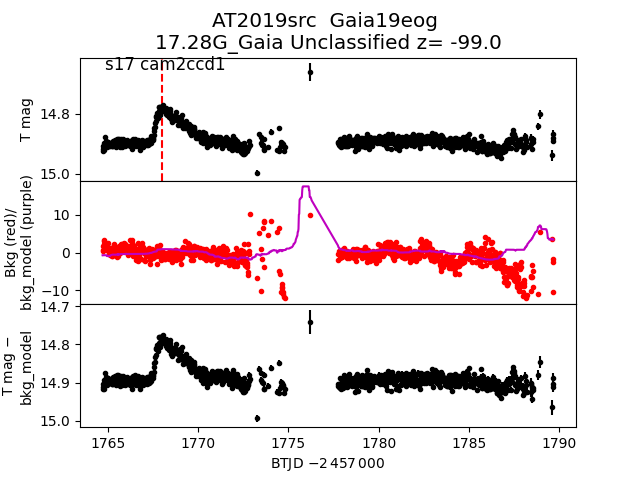 AT2019src  Gaia19eog
17.28G_Gaia Unclassified z= -99.0
s17 cam2ccd1
T mag
14.8
15.0
Bkg (red)/
bkg_model (purple)
10
0
−10
T mag −
bkg_model
14.7
14.8
14.9
15.0
1765 1770 1775 1780 1785 1790
BTJD −2 457 000